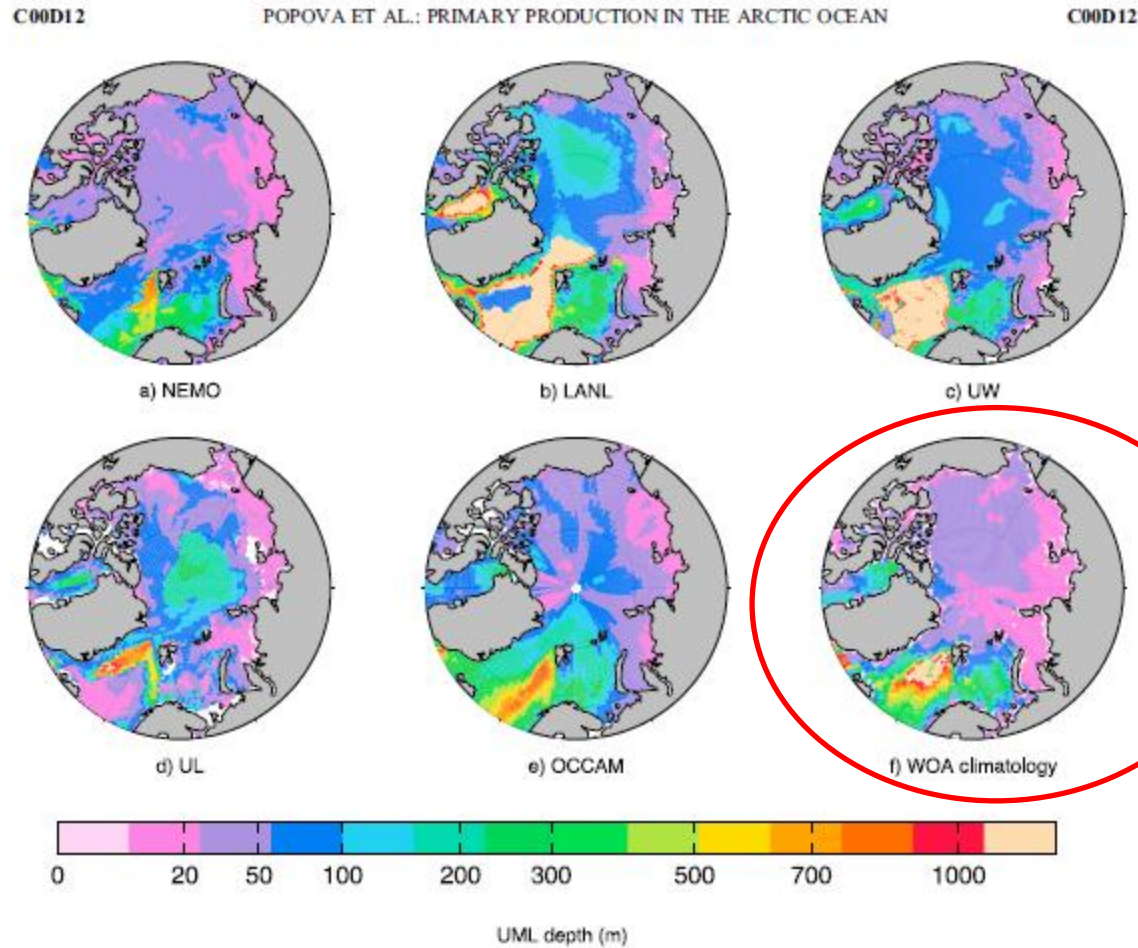 C00D12 POPOVA ET AL.: PRIMARY PRODUCTION IN THE ARCTIC OCEAN C00D12
a) NEMO b) LANL c) UW
d) UL e) OCCAM f) WOA climatology
0 20 50 100 200 300 500 700 1000
UML depth (m)